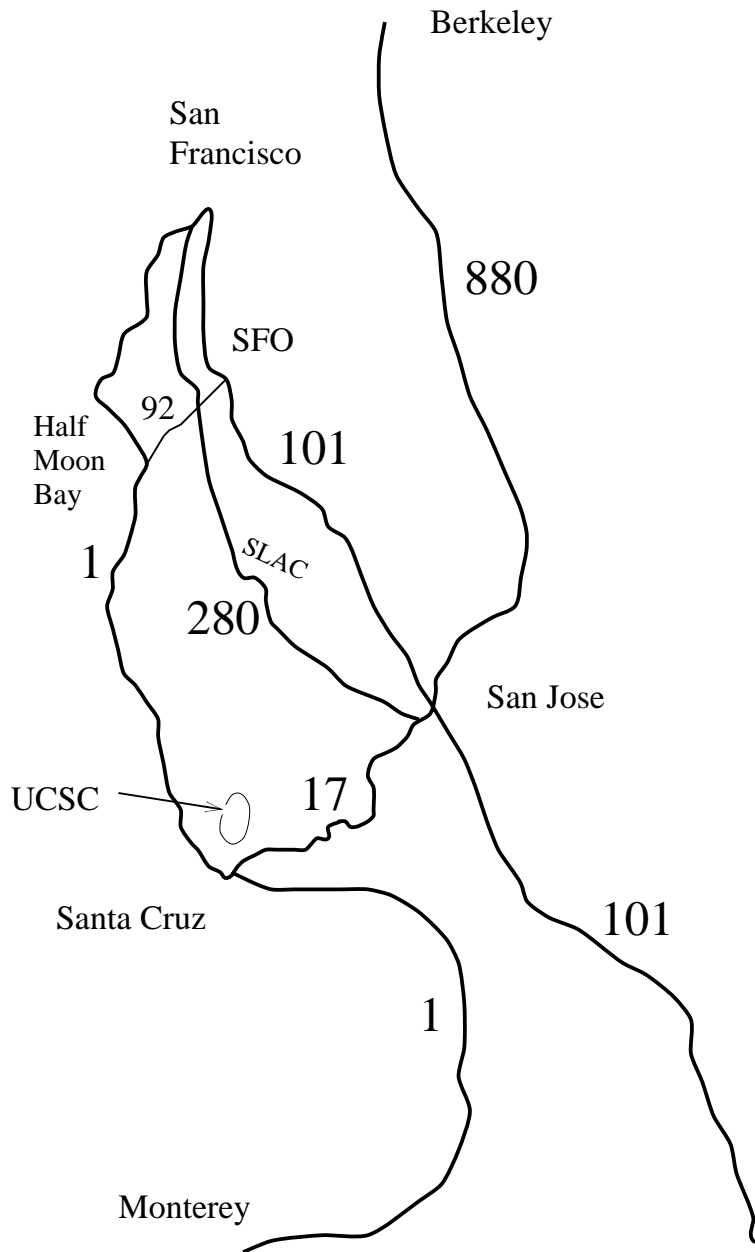 Berkeley
San
Francisco
880
SFO
92
Half
Moon
Bay
101
1
SLAC
280
San Jose
UCSC
17
Santa Cruz
101
1
Monterey